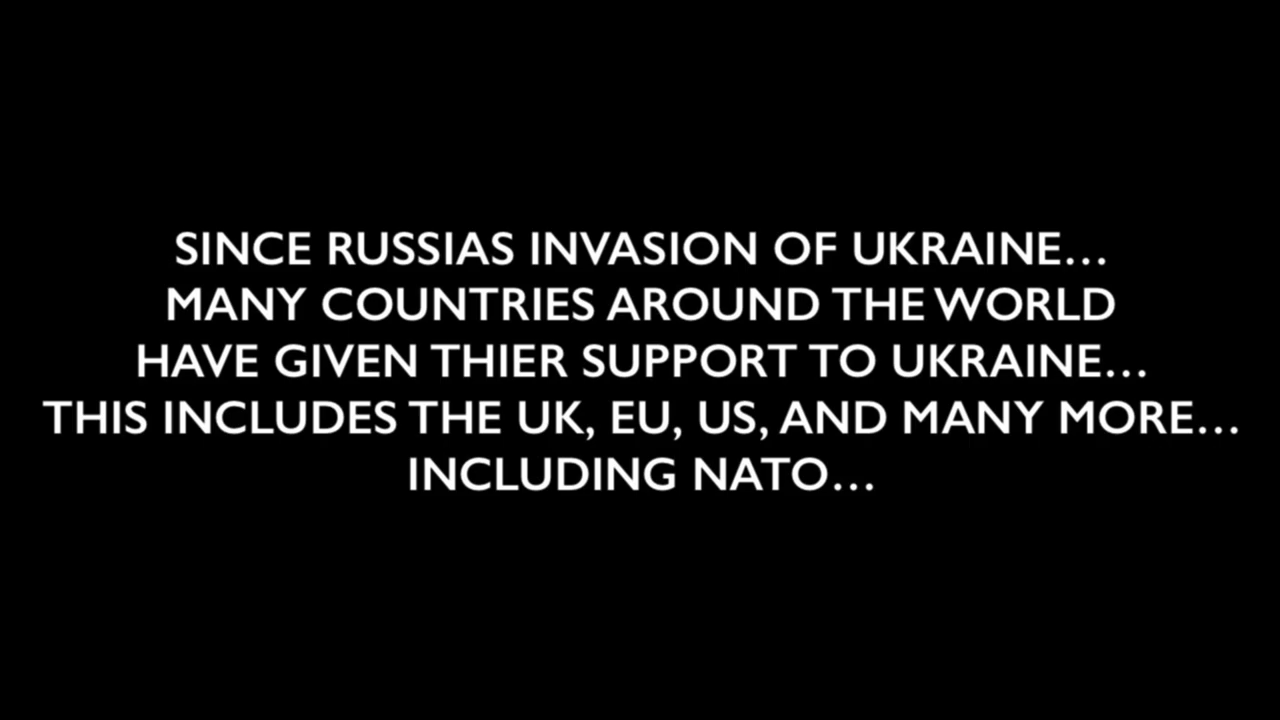 SINCE RUSSIAS INVASION OF UKRAINE…
MANY COUNTRIES AROUND THE WORLD
HAVE GIVEN THIER SUPPORT TO UKRAINE…
THIS INCLUDES THE UK, EU, US, AND MANY MORE…
INCLUDING NATO…